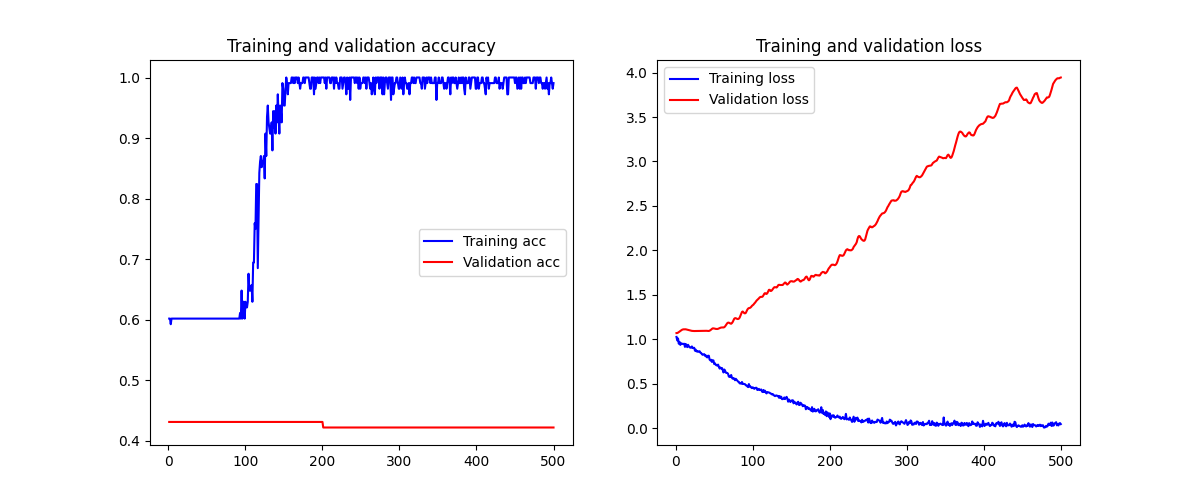 Training and validation accuracy
1.0
0.9
0.8
0.7
0.6
0.5
0.4
0 100 200 300 400 500
Training acc
Validation acc
Training and validation loss
4.0
3.5
3.0
2.5
2.0
1.5
1.0
0.5
0.0
0 100 200 300 400 500
Training loss
Validation loss